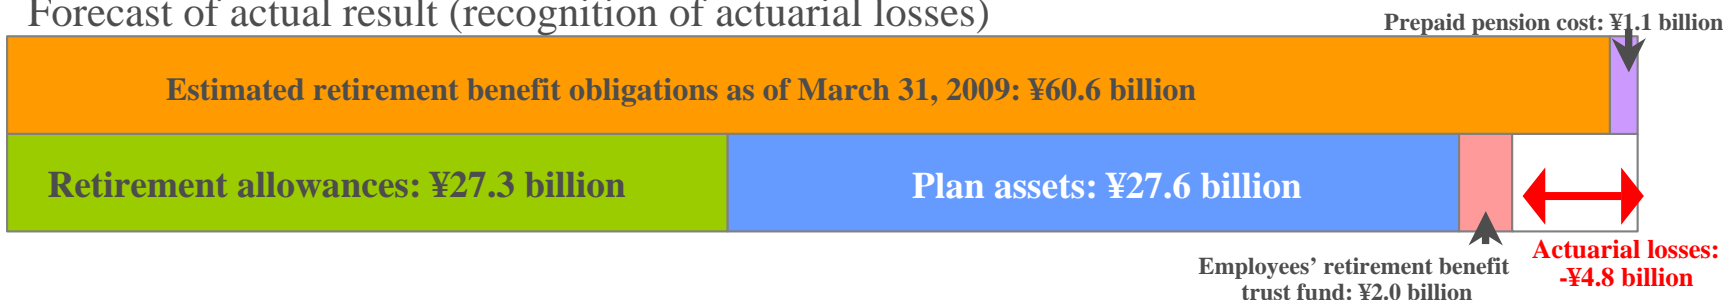 Forecast of actual result (recognition of actuarial losses)
Prepaid pension cost: ¥1.1 billion
Estimated retirement benefit obligations as of March 31, 2009: ¥60.6 billion
Retirement allowances: ¥27.3 billion
Plan assets: ¥27.6 billion
Employees’ retirement benefit
trust fund: ¥2.0 billion
Actuarial losses:
-¥4.8 billion